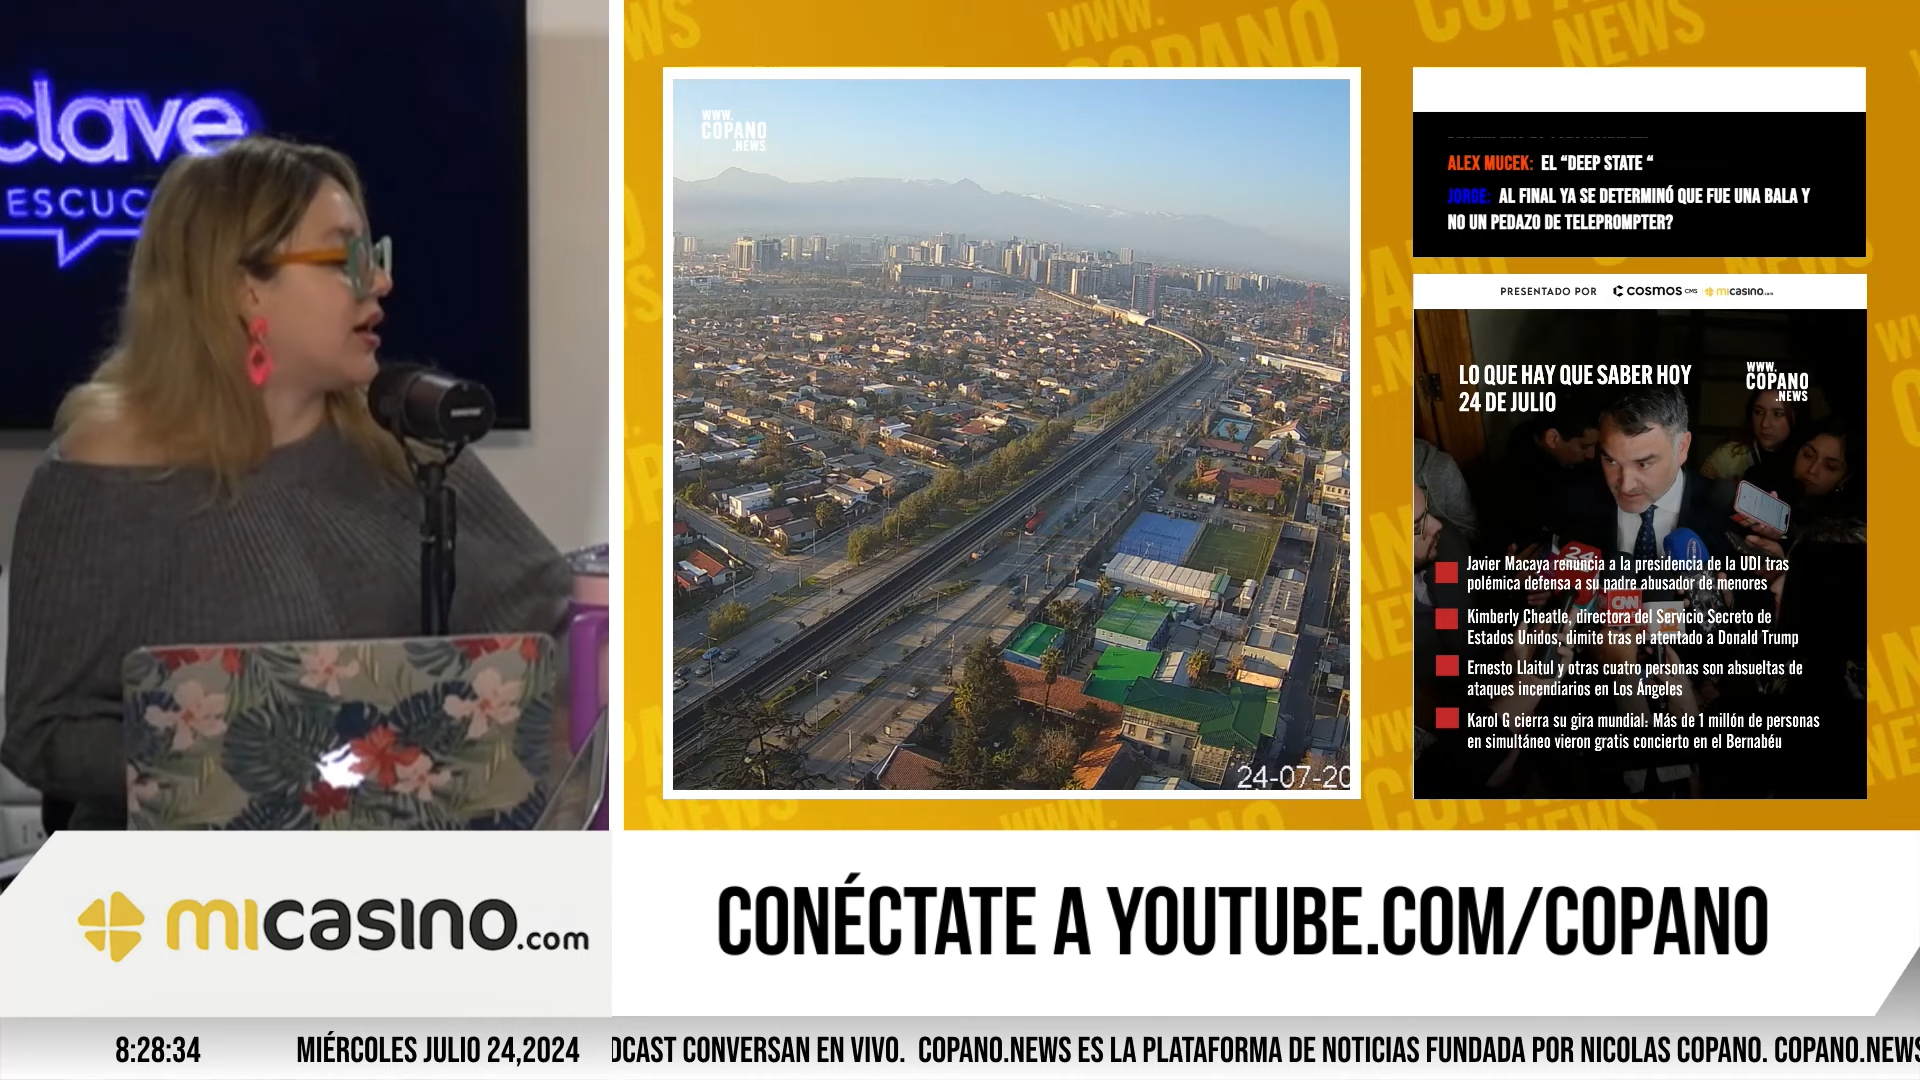 clave
ESCUC
WWW.
COPANO
.NEWS
24-07-20
ALEX MUCEK: EL “DEEP STATE “
JORGE: AL FINAL YA SE DETERMINÓ QUE FUE UNA BALA Y
NO UN PEDAZO DE TELEPROMPTER?
PRESENTADO POR COSMOS CMS micasino.com
LO QUE HAY QUE SABER HOY
24 DE JULIO
WWW.
COPANO
.NEWS
24
CNN
Javier Macaya renuncia a la presidencia de la UDI tras
polémica defensa a su padre abusador de menores
Kimberly Cheatle, directora del Servicio Secreto de
Estados Unidos, dimite tras el atentado a Donald Trump
Ernesto Llaitul y otras cuatro personas son absueltas de
ataques incendiarios en Los Ángeles
Karol G cierra su gira mundial: Más de 1 millón de personas
en simultáneo vieron gratis concierto en el Bernabéu
micasino.com
CONÉCTATE A YOUTUBE.COM/COPANO
8:28:34
MIÉRCOLES JULIO 24,2024
DCAST CONVERSAN EN VIVO. COPANO.NEWS ES LA PLATAFORMA DE NOTICIAS FUNDADA POR NICOLAS COPANO. COPANO.NEWS